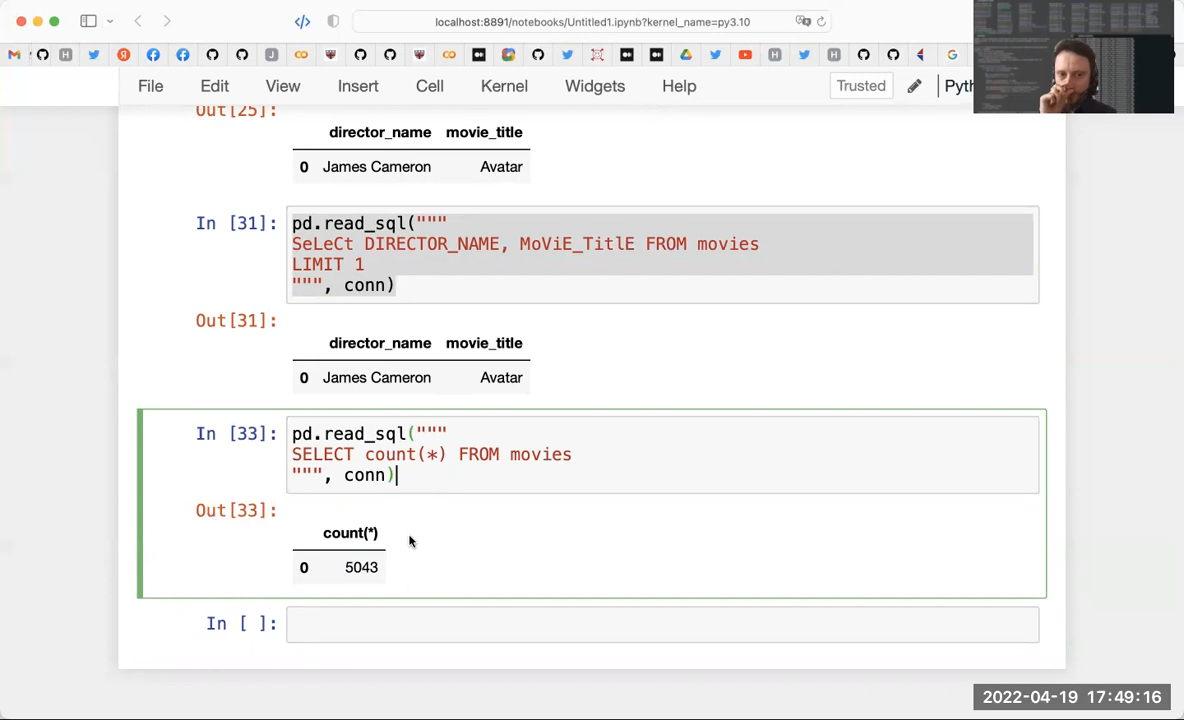 localhost:8891/notebooks/Untitled1.ipynb?kernel_name=py3.10
File Edit View Insert Cell Kernel Widgets Help Trusted Pyth
Out[25]:
director_name movie_title
0 James Cameron Avatar
In [31]: pd.read_sql("""
SeLeCt DIRECTOR_NAME, MoViE_TitlE FROM movies
LIMIT 1
""", conn)
Out[31]:
director_name movie_title
0 James Cameron Avatar
In [33]: pd.read_sql("""
SELECT count(*) FROM movies
""", conn)
Out[33]:
count(*)
0 5043
In [ ]:
2022-04-19 17:49:16